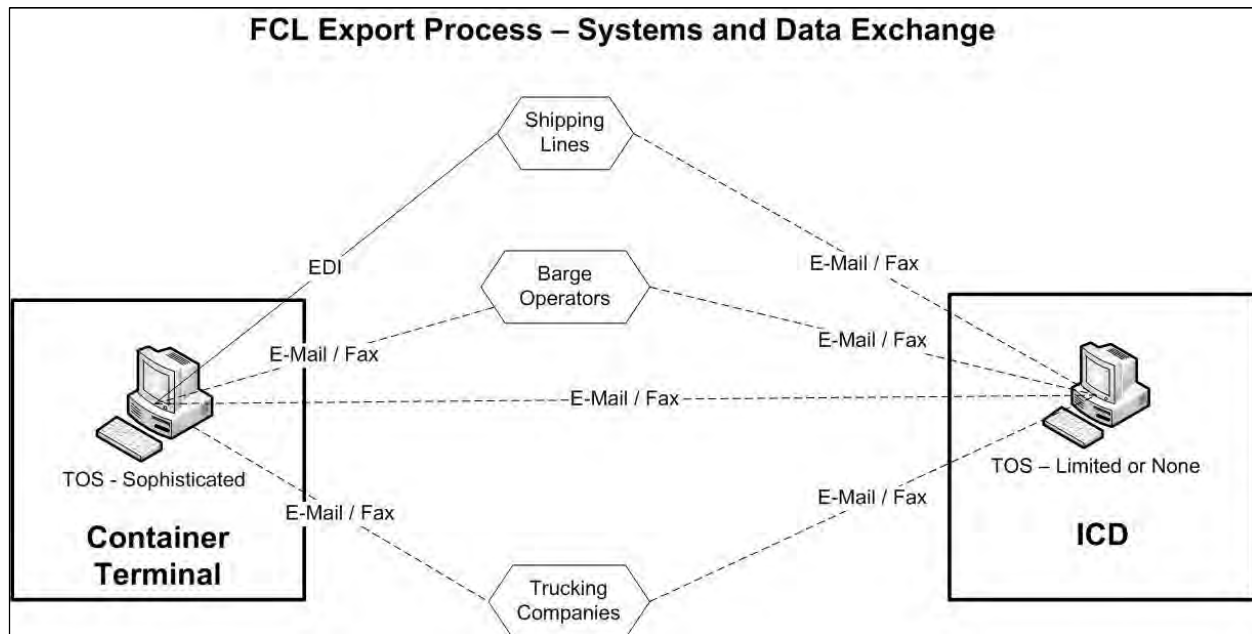 FCL Export Process – Systems and Data Exchange
Shipping
Lines
EDI
E-Mail / Fax
Barge
Operators
E-Mail / Fax
E-Mail / Fax
E-Mail / Fax
TOS - Sophisticated
TOS – Limited or None
E-Mail / Fax
E-Mail / Fax
Container
Terminal
ICD
Trucking
Companies